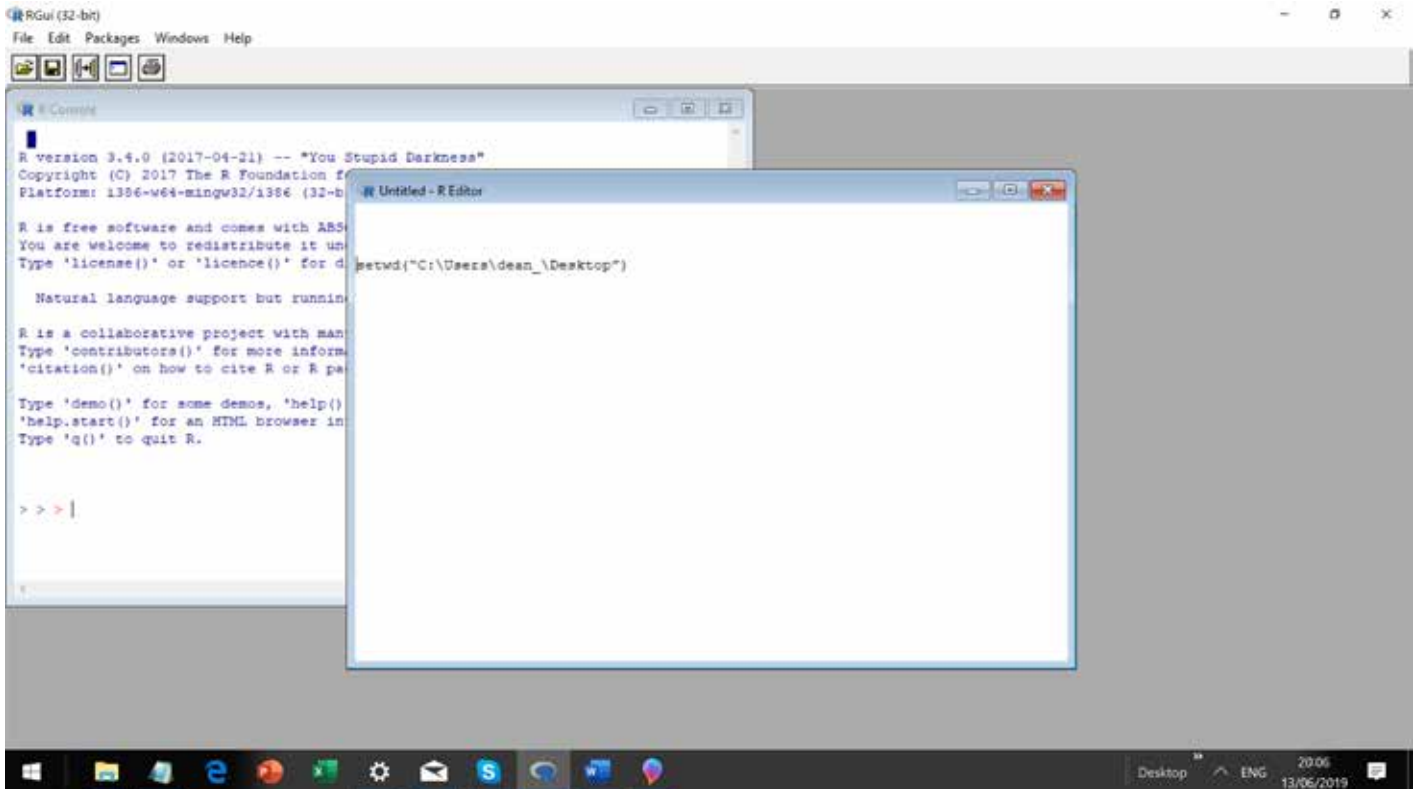 RGui (32-bit)
File Edit Packages Windows Help
R Console
R version 3.4.0 (2017-04-21) -- "You Stupid Darkness"
Copyright (C) 2017 The R Foundation f
Platform: i386-w64-mingw32/i386 (32-b
R is free software and comes with ABSO
You are welcome to redistribute it un
Type 'license()' or 'licence()' for d
Natural language support but runnin
R is a collaborative project with man
Type 'contributors()' for more inform
'citation()' on how to cite R or R pa
Type 'demo()' for some demos, 'help()
'help.start()' for an HTML browser in
Type 'q()' to quit R.
> > >
Untitled - R Editor
setwd("C:\Users\dean_\Desktop")
Desktop
ENG
20:06
13/06/2019